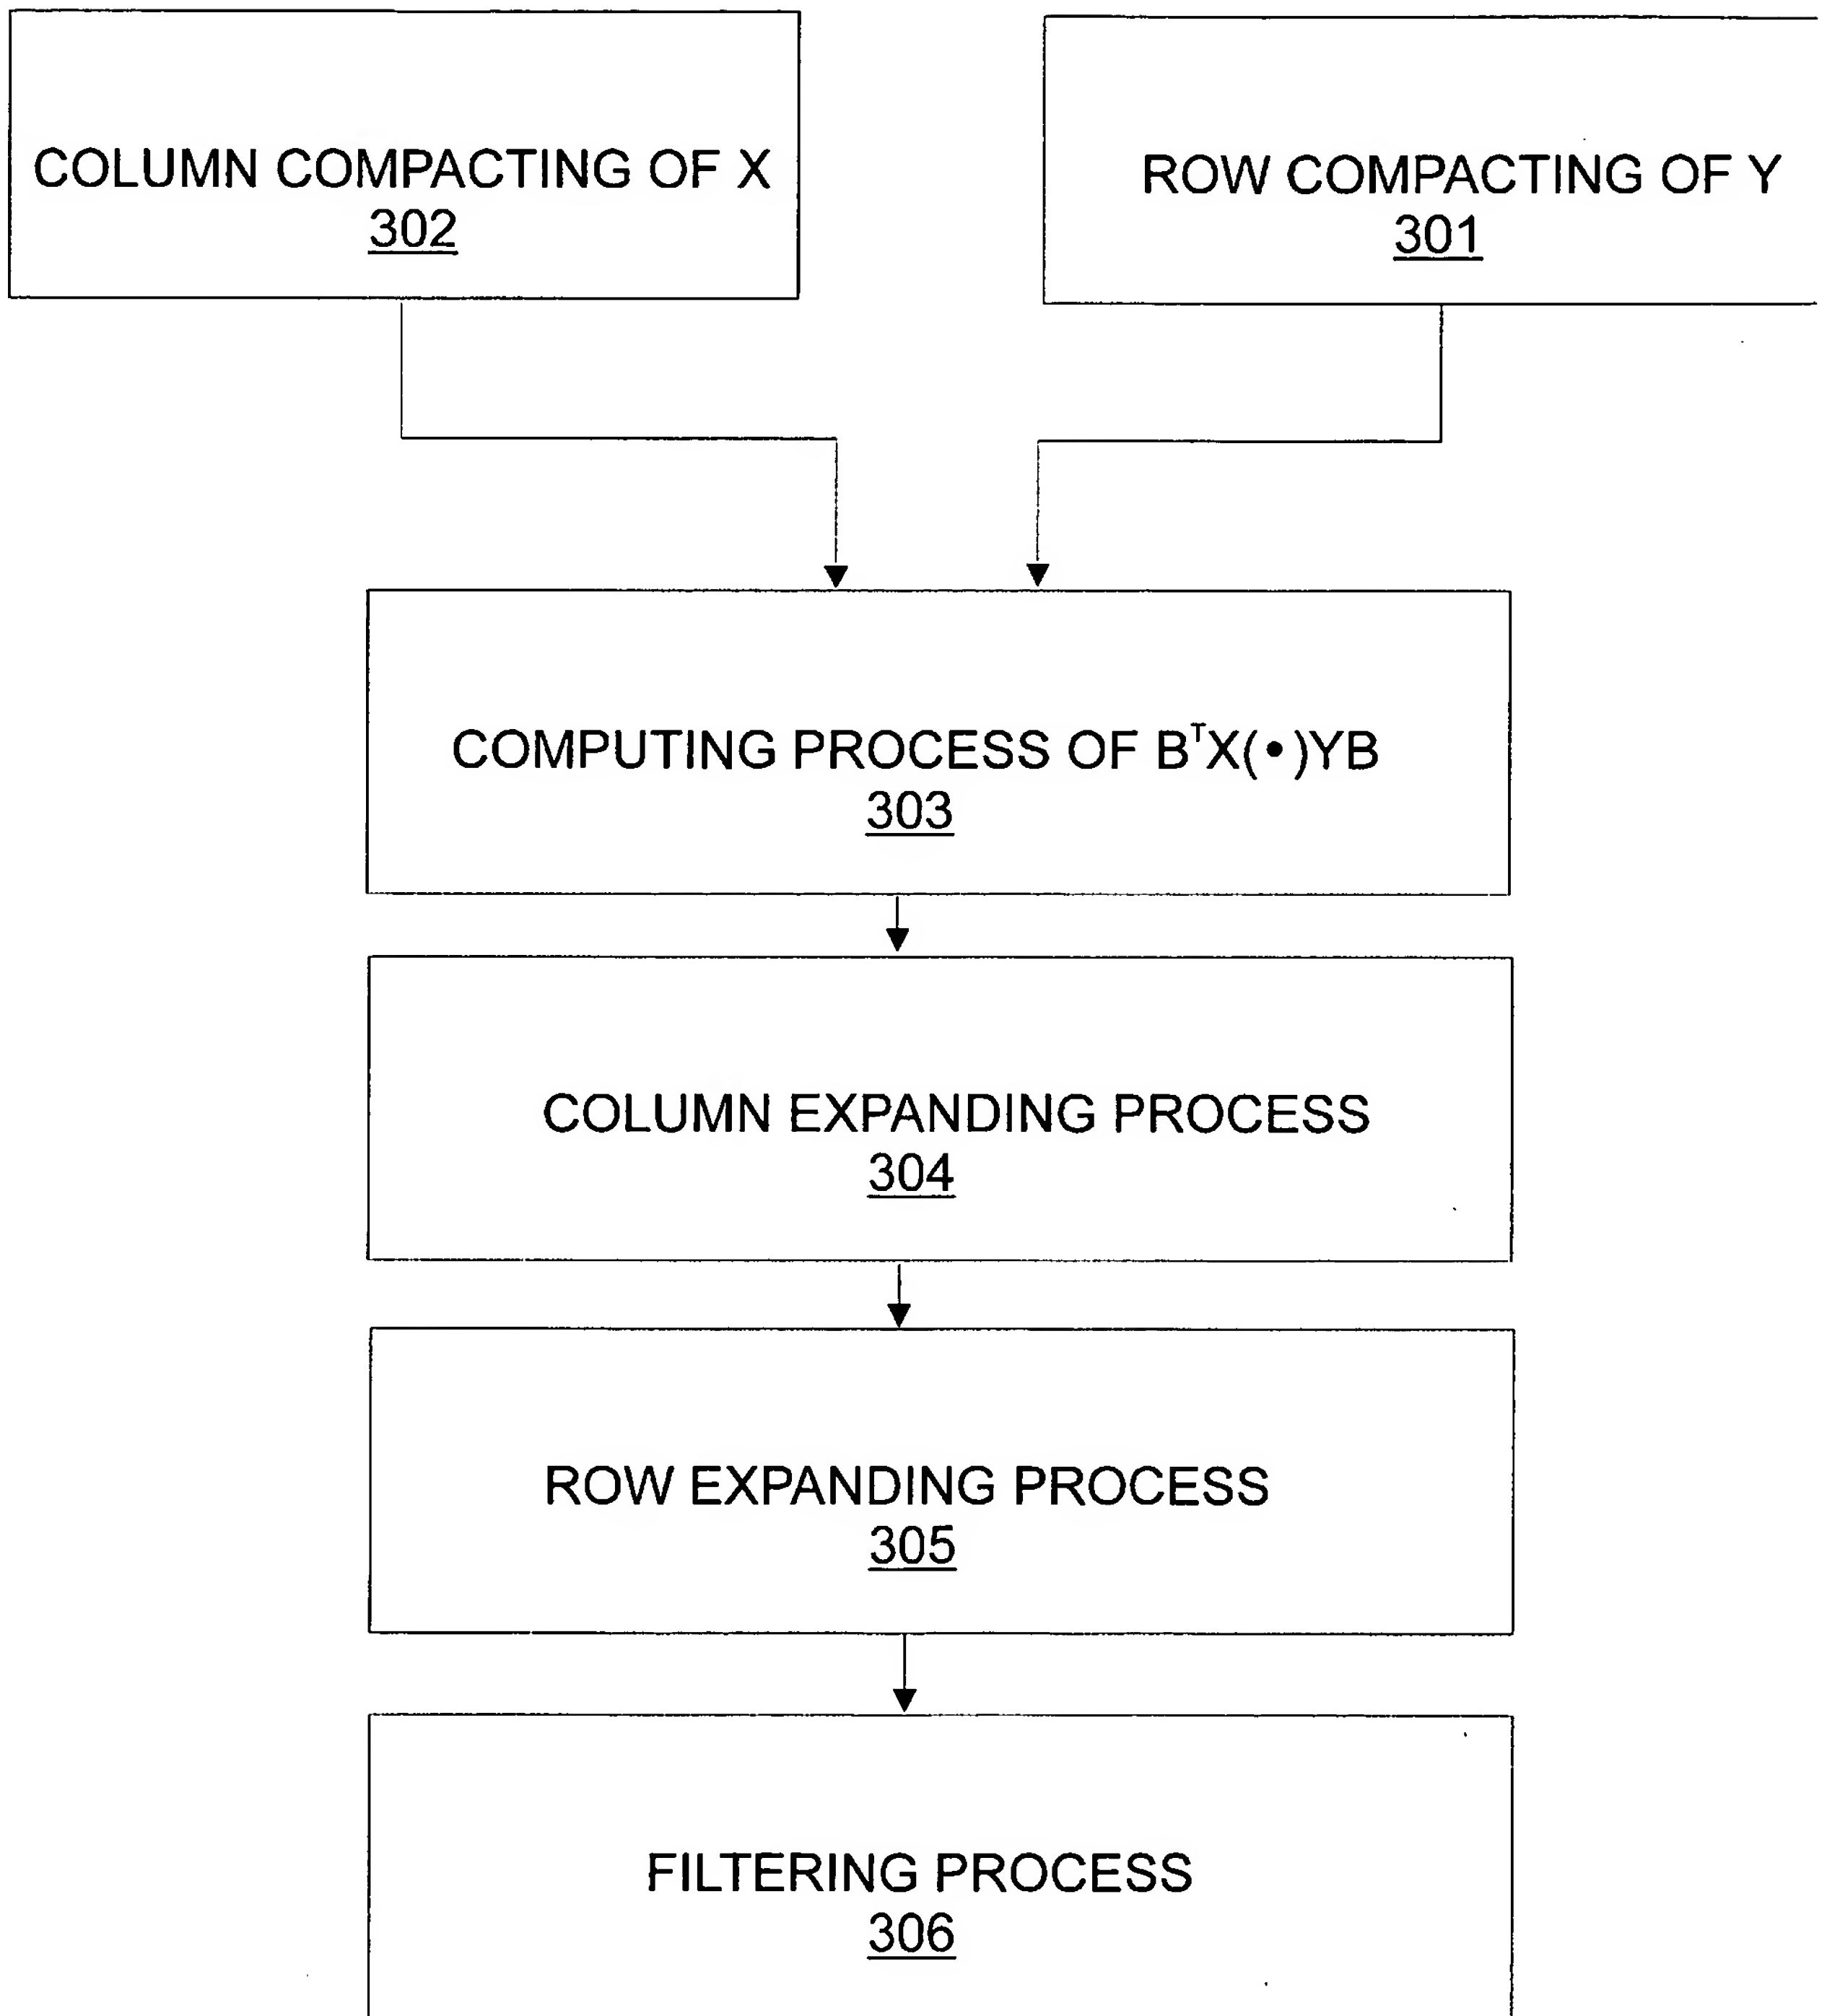 COLUMN COMPACTING OF X
302
ROW COMPACTING OF Y
301
COMPUTING PROCESS OF BᵀX(•)YB
303
COLUMN EXPANDING PROCESS
304
ROW EXPANDING PROCESS
305
FILTERING PROCESS
306